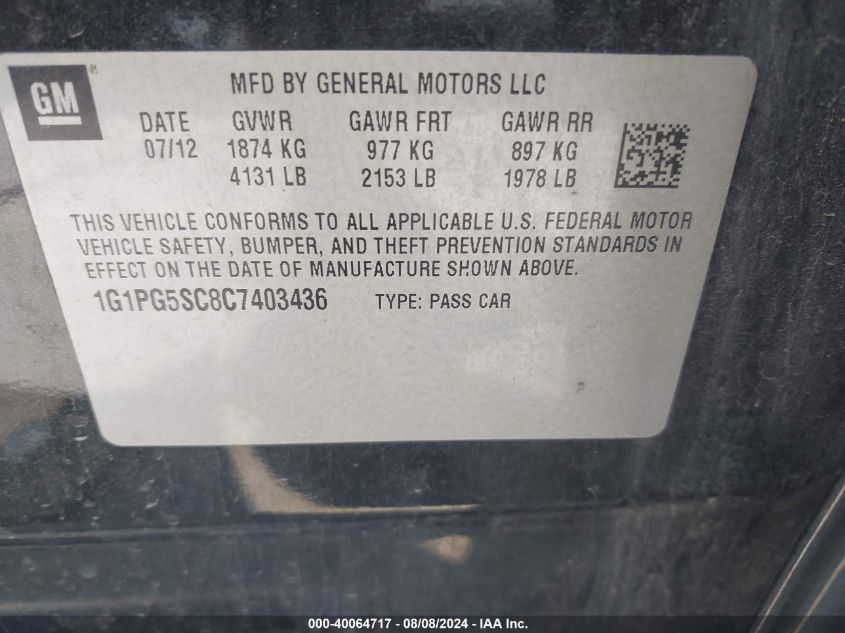 GM
MFD BY GENERAL MOTORS LLC
DATE GVWR GAWR FRT GAWR RR
07/12 1874 KG 977 KG 897 KG
4131 LB 2153 LB 1978 LB
THIS VEHICLE CONFORMS TO ALL APPLICABLE U.S. FEDERAL MOTOR
VEHICLE SAFETY, BUMPER, AND THEFT PREVENTION STANDARDS IN
EFFECT ON THE DATE OF MANUFACTURE SHOWN ABOVE.
1G1PG5SC8C7403436 TYPE: PASS CAR
000-40064717 - 08/08/2024 - IAA Inc.